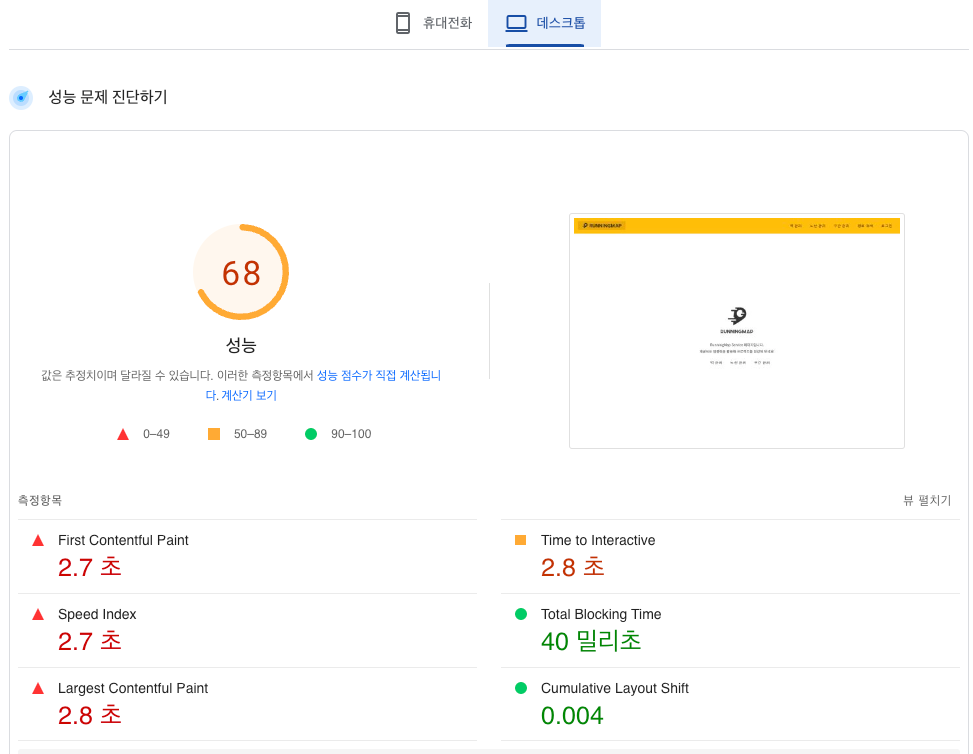 휴대전화
데스크톱
성능 문제 진단하기
68
성능
값은 추정치이며 달라질 수 있습니다. 이러한 측정항목에서 성능 점수가 직접 계산됩니
다. 계산기 보기
0–49
50–89
90–100
RUNNINGMAP
RUNNINGMAP
측정항목
뷰 펼치기
First Contentful Paint
2.7 초
Time to Interactive
2.8 초
Speed Index
2.7 초
Total Blocking Time
40 밀리초
Largest Contentful Paint
2.8 초
Cumulative Layout Shift
0.004